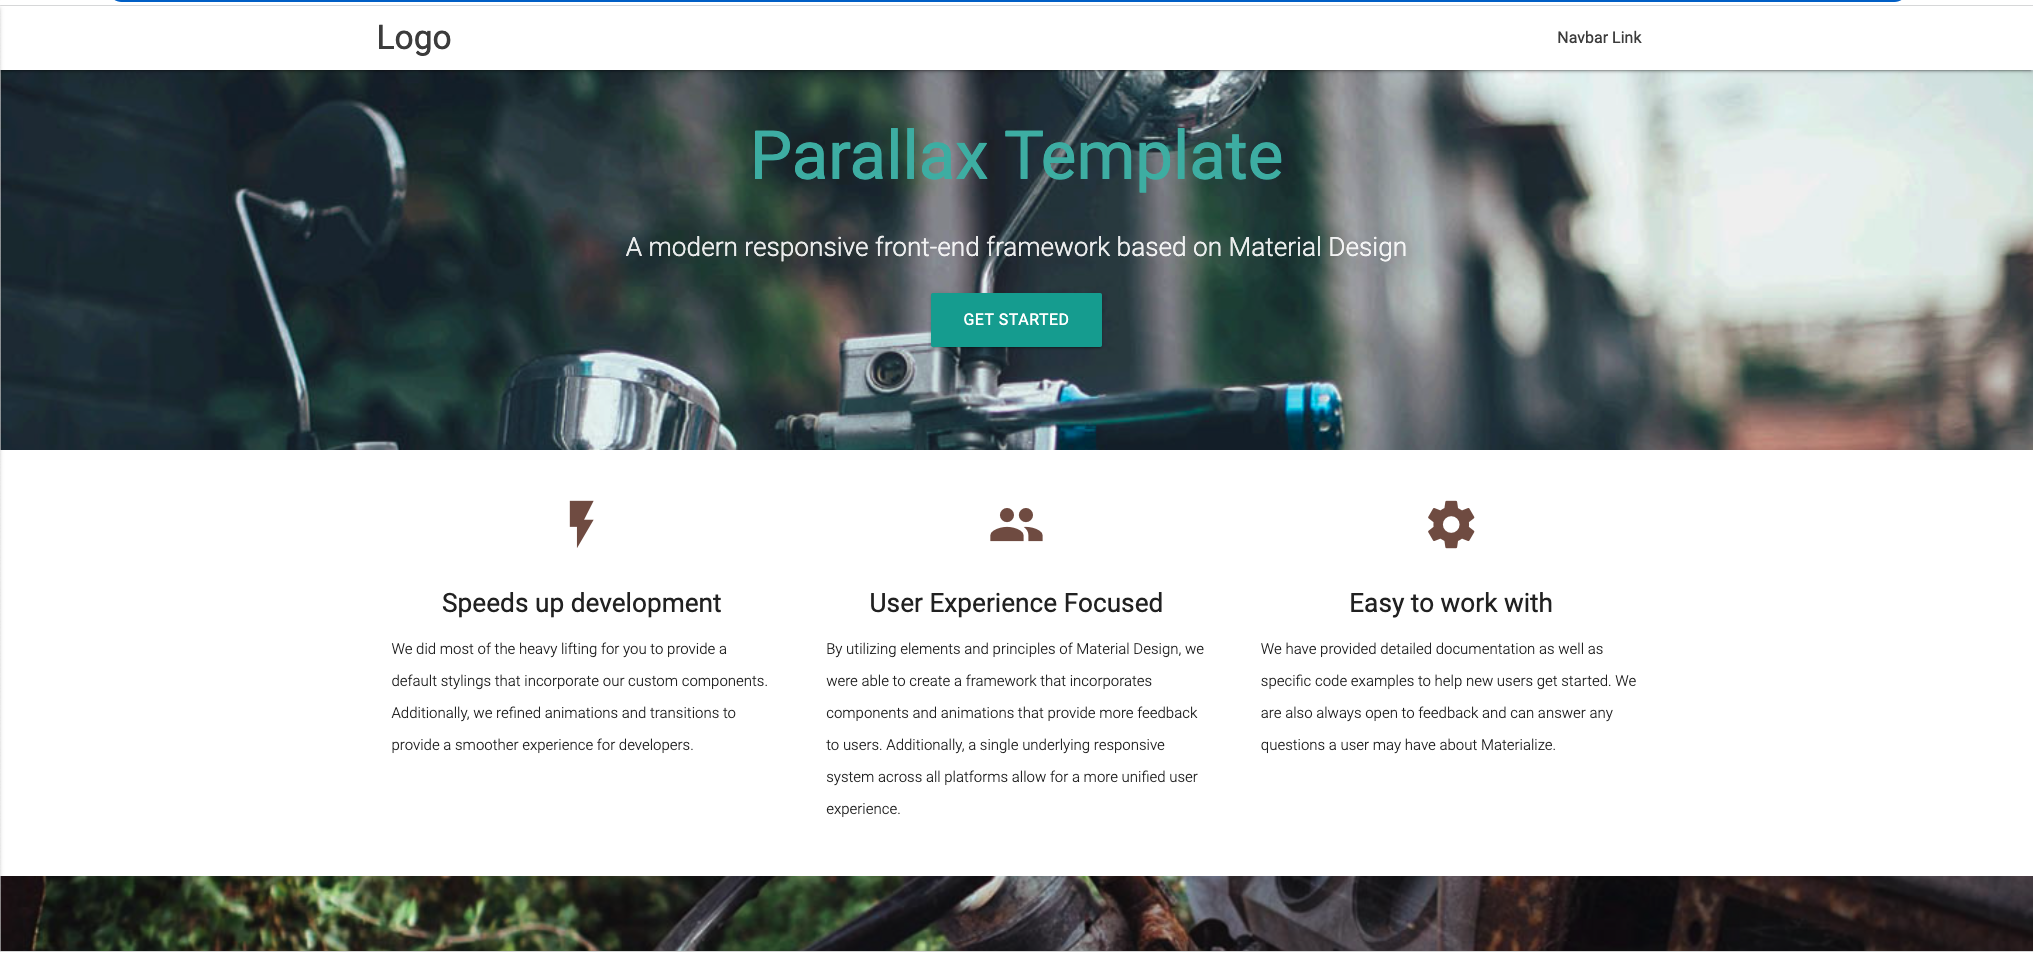 Logo
Navbar Link
Parallax Template
A modern responsive front-end framework based on Material Design
GET STARTED
Speeds up development
We did most of the heavy lifting for you to provide a
default stylings that incorporate our custom components.
Additionally, we refined animations and transitions to
provide a smoother experience for developers.
User Experience Focused
By utilizing elements and principles of Material Design, we
were able to create a framework that incorporates
components and animations that provide more feedback
to users. Additionally, a single underlying responsive
system across all platforms allow for a more unified user
experience.
Easy to work with
We have provided detailed documentation as well as
specific code examples to help new users get started. We
are also always open to feedback and can answer any
questions a user may have about Materialize.